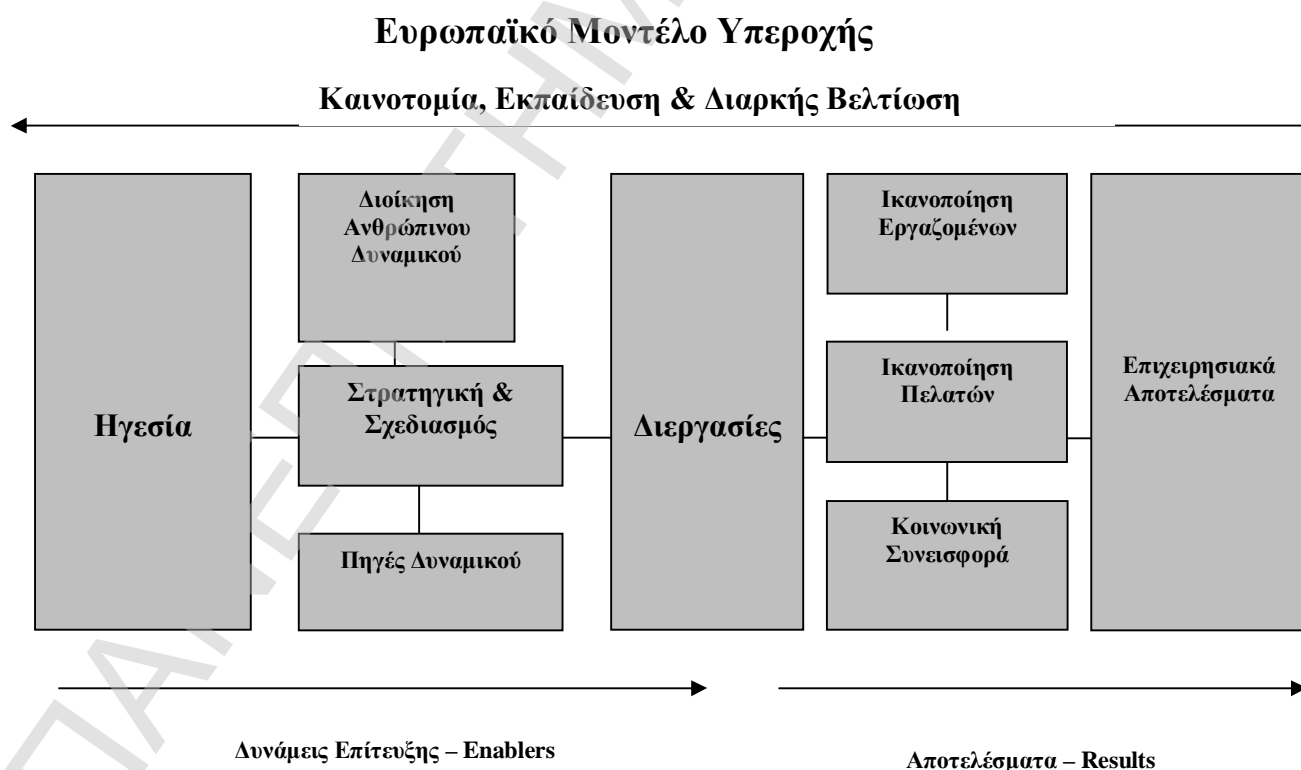 Ευρωπαϊκό Μοντέλο Υπεροχής
Καινοτομία, Εκπαίδευση & Διαρκής Βελτίωση
Ηγεσία
Διοίκηση
Ανθρώπινου
Δυναμικού
Στρατηγική &
Σχεδιασμός
Πηγές Δυναμικού
Διεργασίες
Ικανοποίηση
Εργαζομένων
Ικανοποίηση
Πελατών
Κοινωνική
Συνεισφορά
Επιχειρησιακά
Αποτελέσματα
Δυνάμεις Επίτευξης – Enablers
Αποτελέσματα – Results